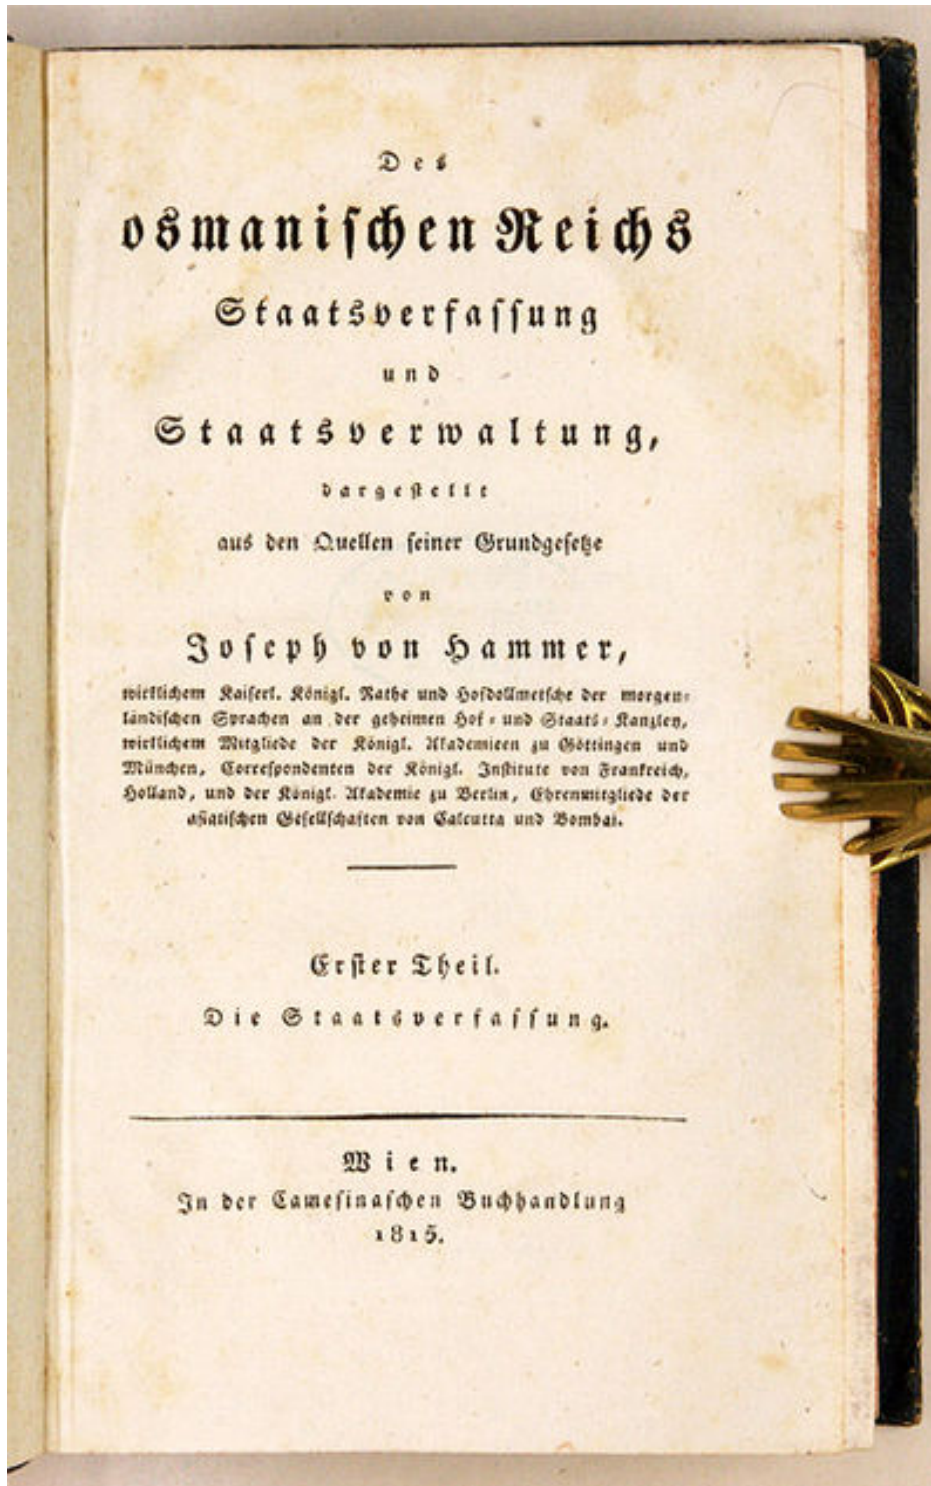 Des
osmanischen Reichs
Staatsverfassung
und
Staatsverwaltung,
dargestellt
aus den Quellen seiner Grundgesetze
von
Joseph von Hammer,
wirklichem Kaiserl. Königl. Rathe und Hofdollmetsche der morgen-
ländischen Sprachen an der geheimen Hof- und Staats-Kanzley,
wirklichem Mitgliede der Königl. Akademieen zu Göttingen und
München, Correspondenten der Königl. Institute von Frankreich,
Holland, und der Königl. Akademie zu Berlin, Ehrenmitgliede der
asiatischen Gesellschaften von Calcutta und Bombai.
Erster Theil.
Die Staatsverfassung.
Wien.
In der Camesinaschen Buchhandlung
1815.